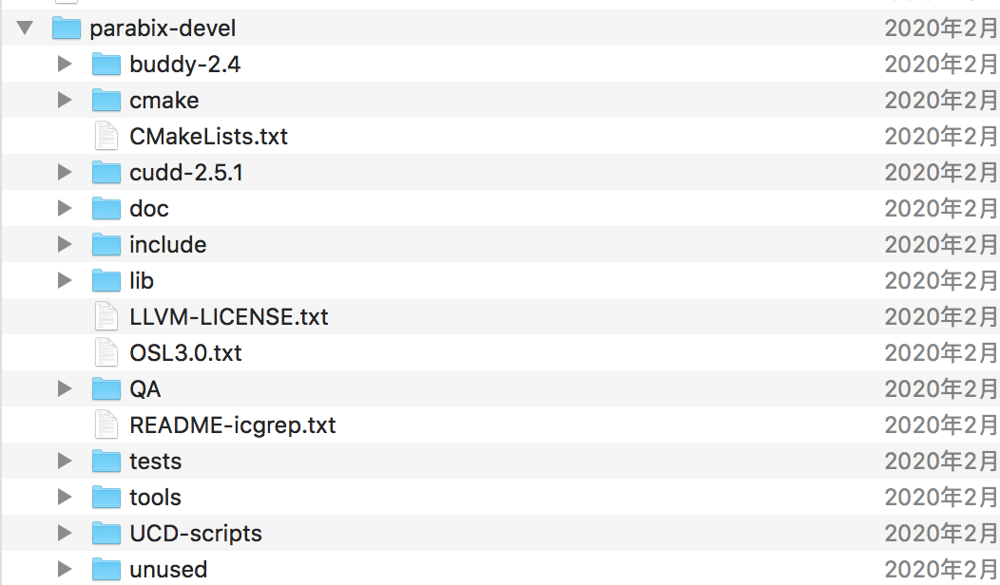 parabix-devel 2020年2月
buddy-2.4 2020年2月
cmake 2020年2月
CMakeLists.txt 2020年2月
cudd-2.5.1 2020年2月
doc 2020年2月
include 2020年2月
lib 2020年2月
LLVM-LICENSE.txt 2020年2月
OSL3.0.txt 2020年2月
QA 2020年2月
README-icgrep.txt 2020年2月
tests 2020年2月
tools 2020年2月
UCD-scripts 2020年2月
unused 2020年2月